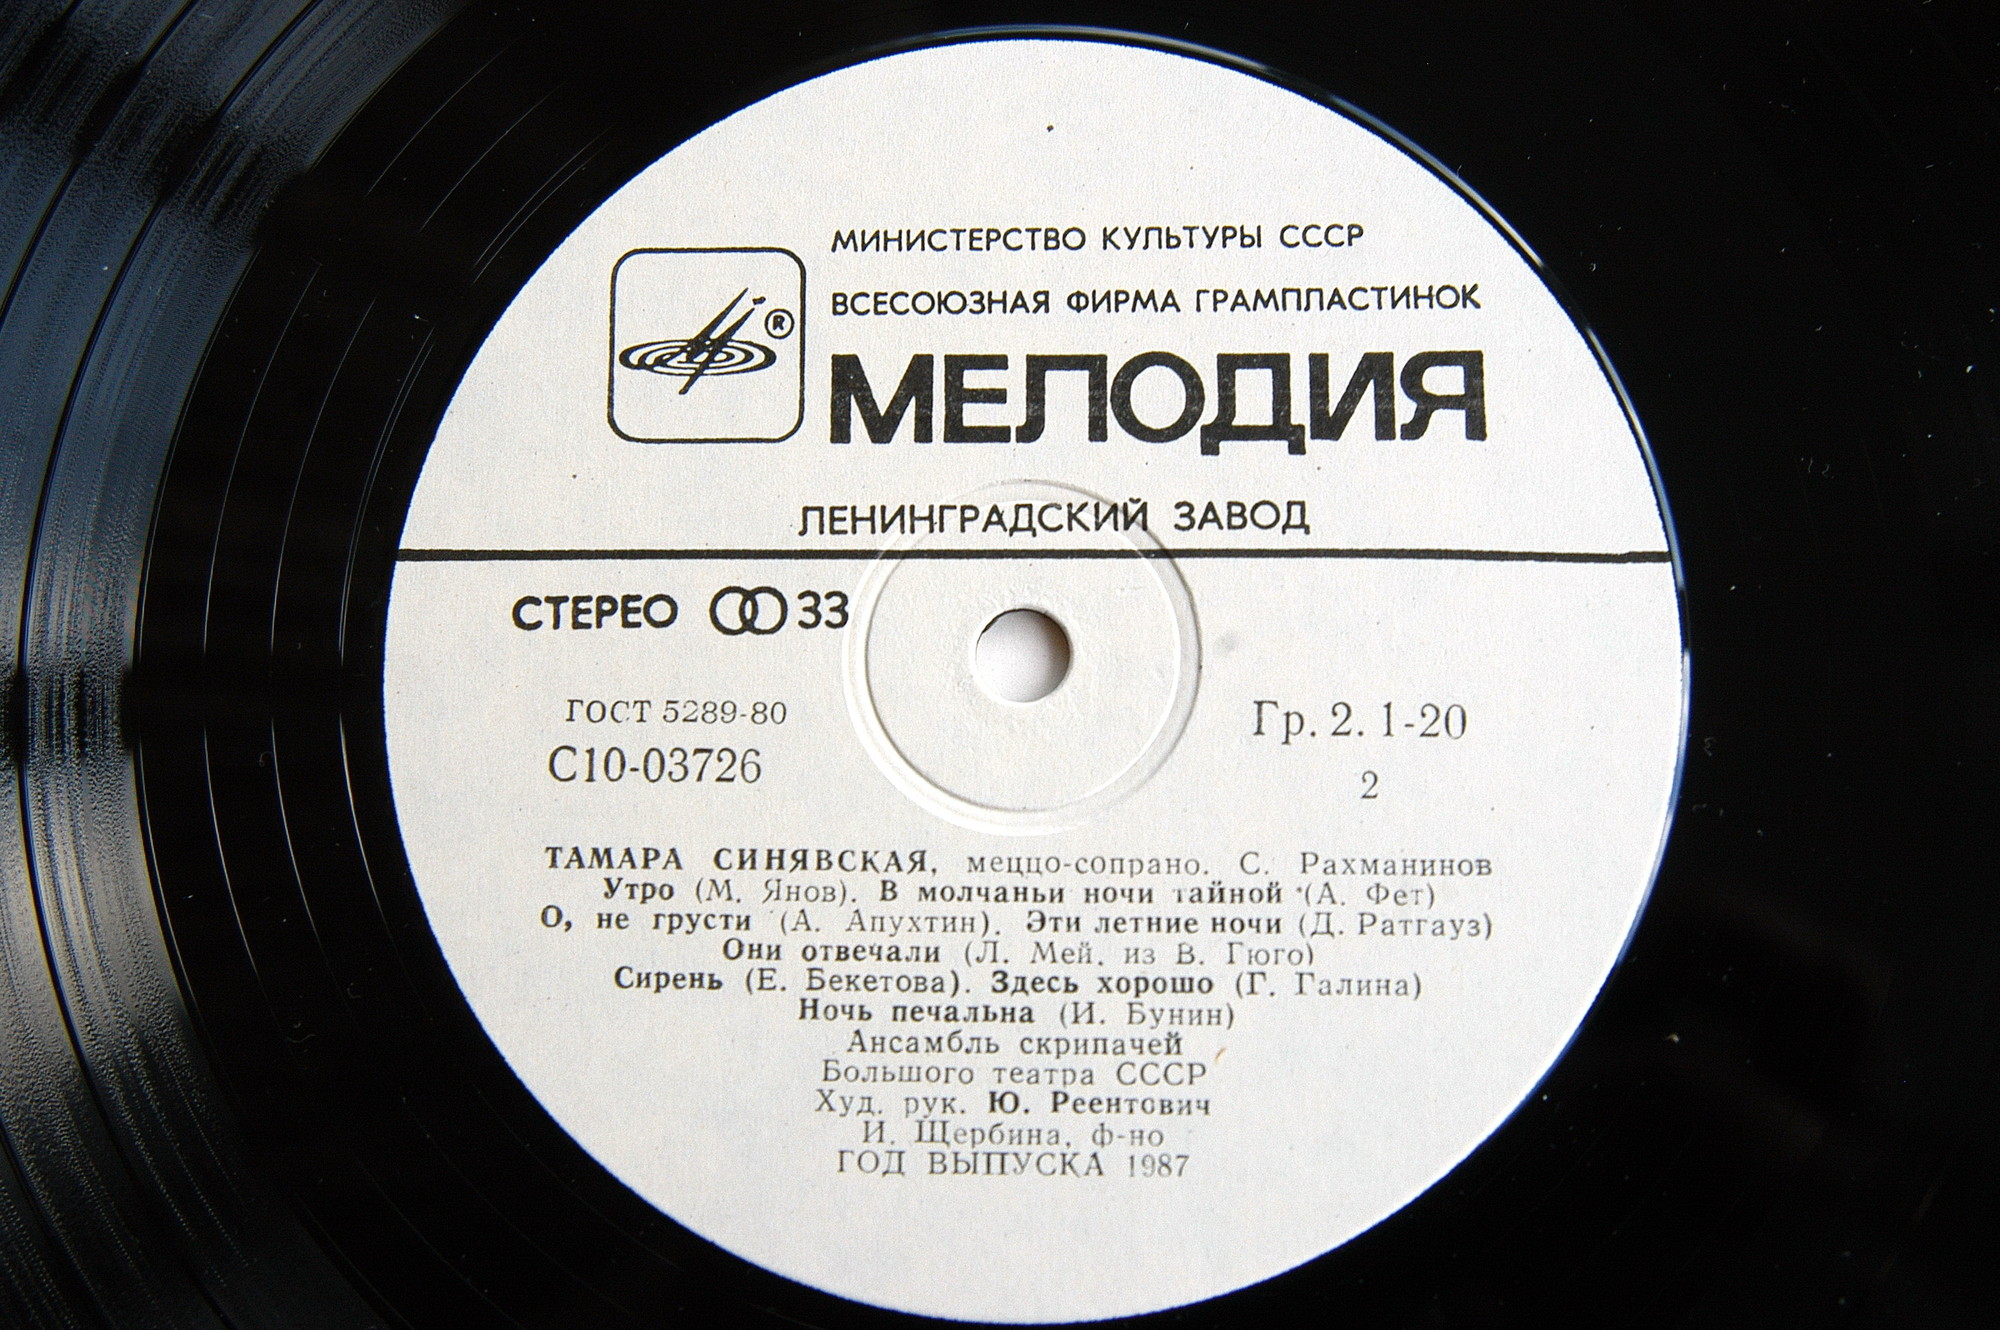 МИНИСТЕРСТВО КУЛЬТУРЫ СССР
ВСЕСОЮЗНАЯ ФИРМА ГРАМПЛАСТИНОК
®
МЕЛОДИЯ
ЛЕНИНГРАДСКИЙ ЗАВОД
СТЕРЕО 33
ГОСТ 5289-80
Гр. 2. 1-20
С10-03726
2
ТАМАРА СИНЯВСКАЯ, меццо-сопрано. С. Рахманинов
Утро (М. Янов). В молчаньи ночи тайной (А. Фет)
О, не грусти (А. Апухтин). Эти летние ночи (Д. Ратгауз)
Они отвечали (Л. Мей, из В. Гюго)
Сирень (Е. Бекетова). Здесь хорошо (Г. Галина)
Ночь печальна (И. Бунин)
Ансамбль скрипачей
Большого театра СССР
Худ. рук. Ю. Реентович
И. Щербина, ф-но
ГОД ВЫПУСКА 1987